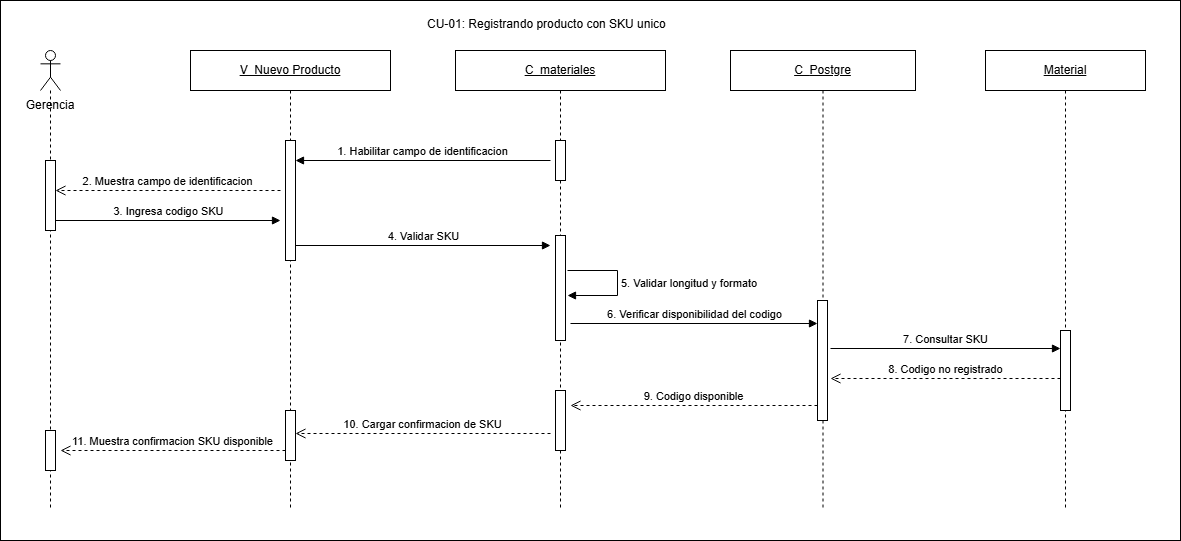 CU-01: Registrando producto con SKU unico
Gerencia
V_Nuevo Producto
C_materiales
C_Postgre
Material
1. Habilitar campo de identificacion
2. Muestra campo de identificacion
3. Ingresa codigo SKU
4. Validar SKU
5. Validar longitud y formato
6. Verificar disponibilidad del codigo
7. Consultar SKU
8. Codigo no registrado
9. Codigo disponible
10. Cargar confirmacion de SKU
11. Muestra confirmacion SKU disponible